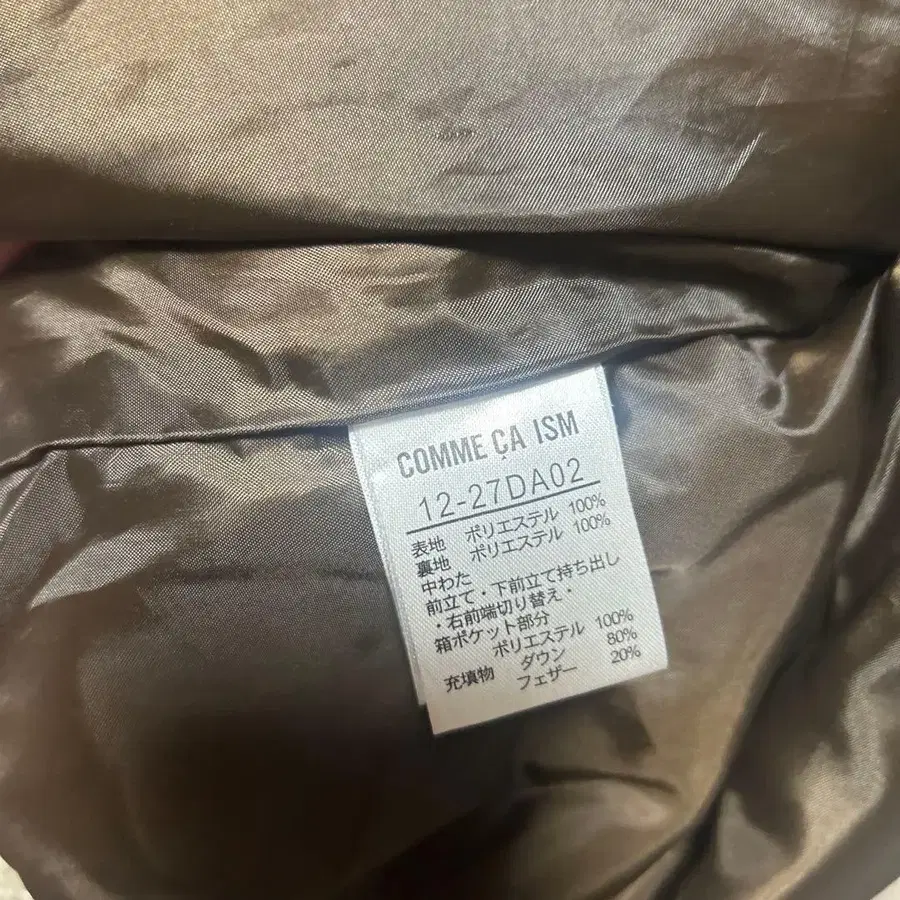 COMME ÇA ISM
12-27DA02
表地 ポリエステル 100%
裏地 ポリエステル 100%
中わた
前立て・下前立て持ち出し
・右前端切り替え・
箱ポケット部分
ポリエステル 100%
充填物 ダウン 80%
フェザー 20%